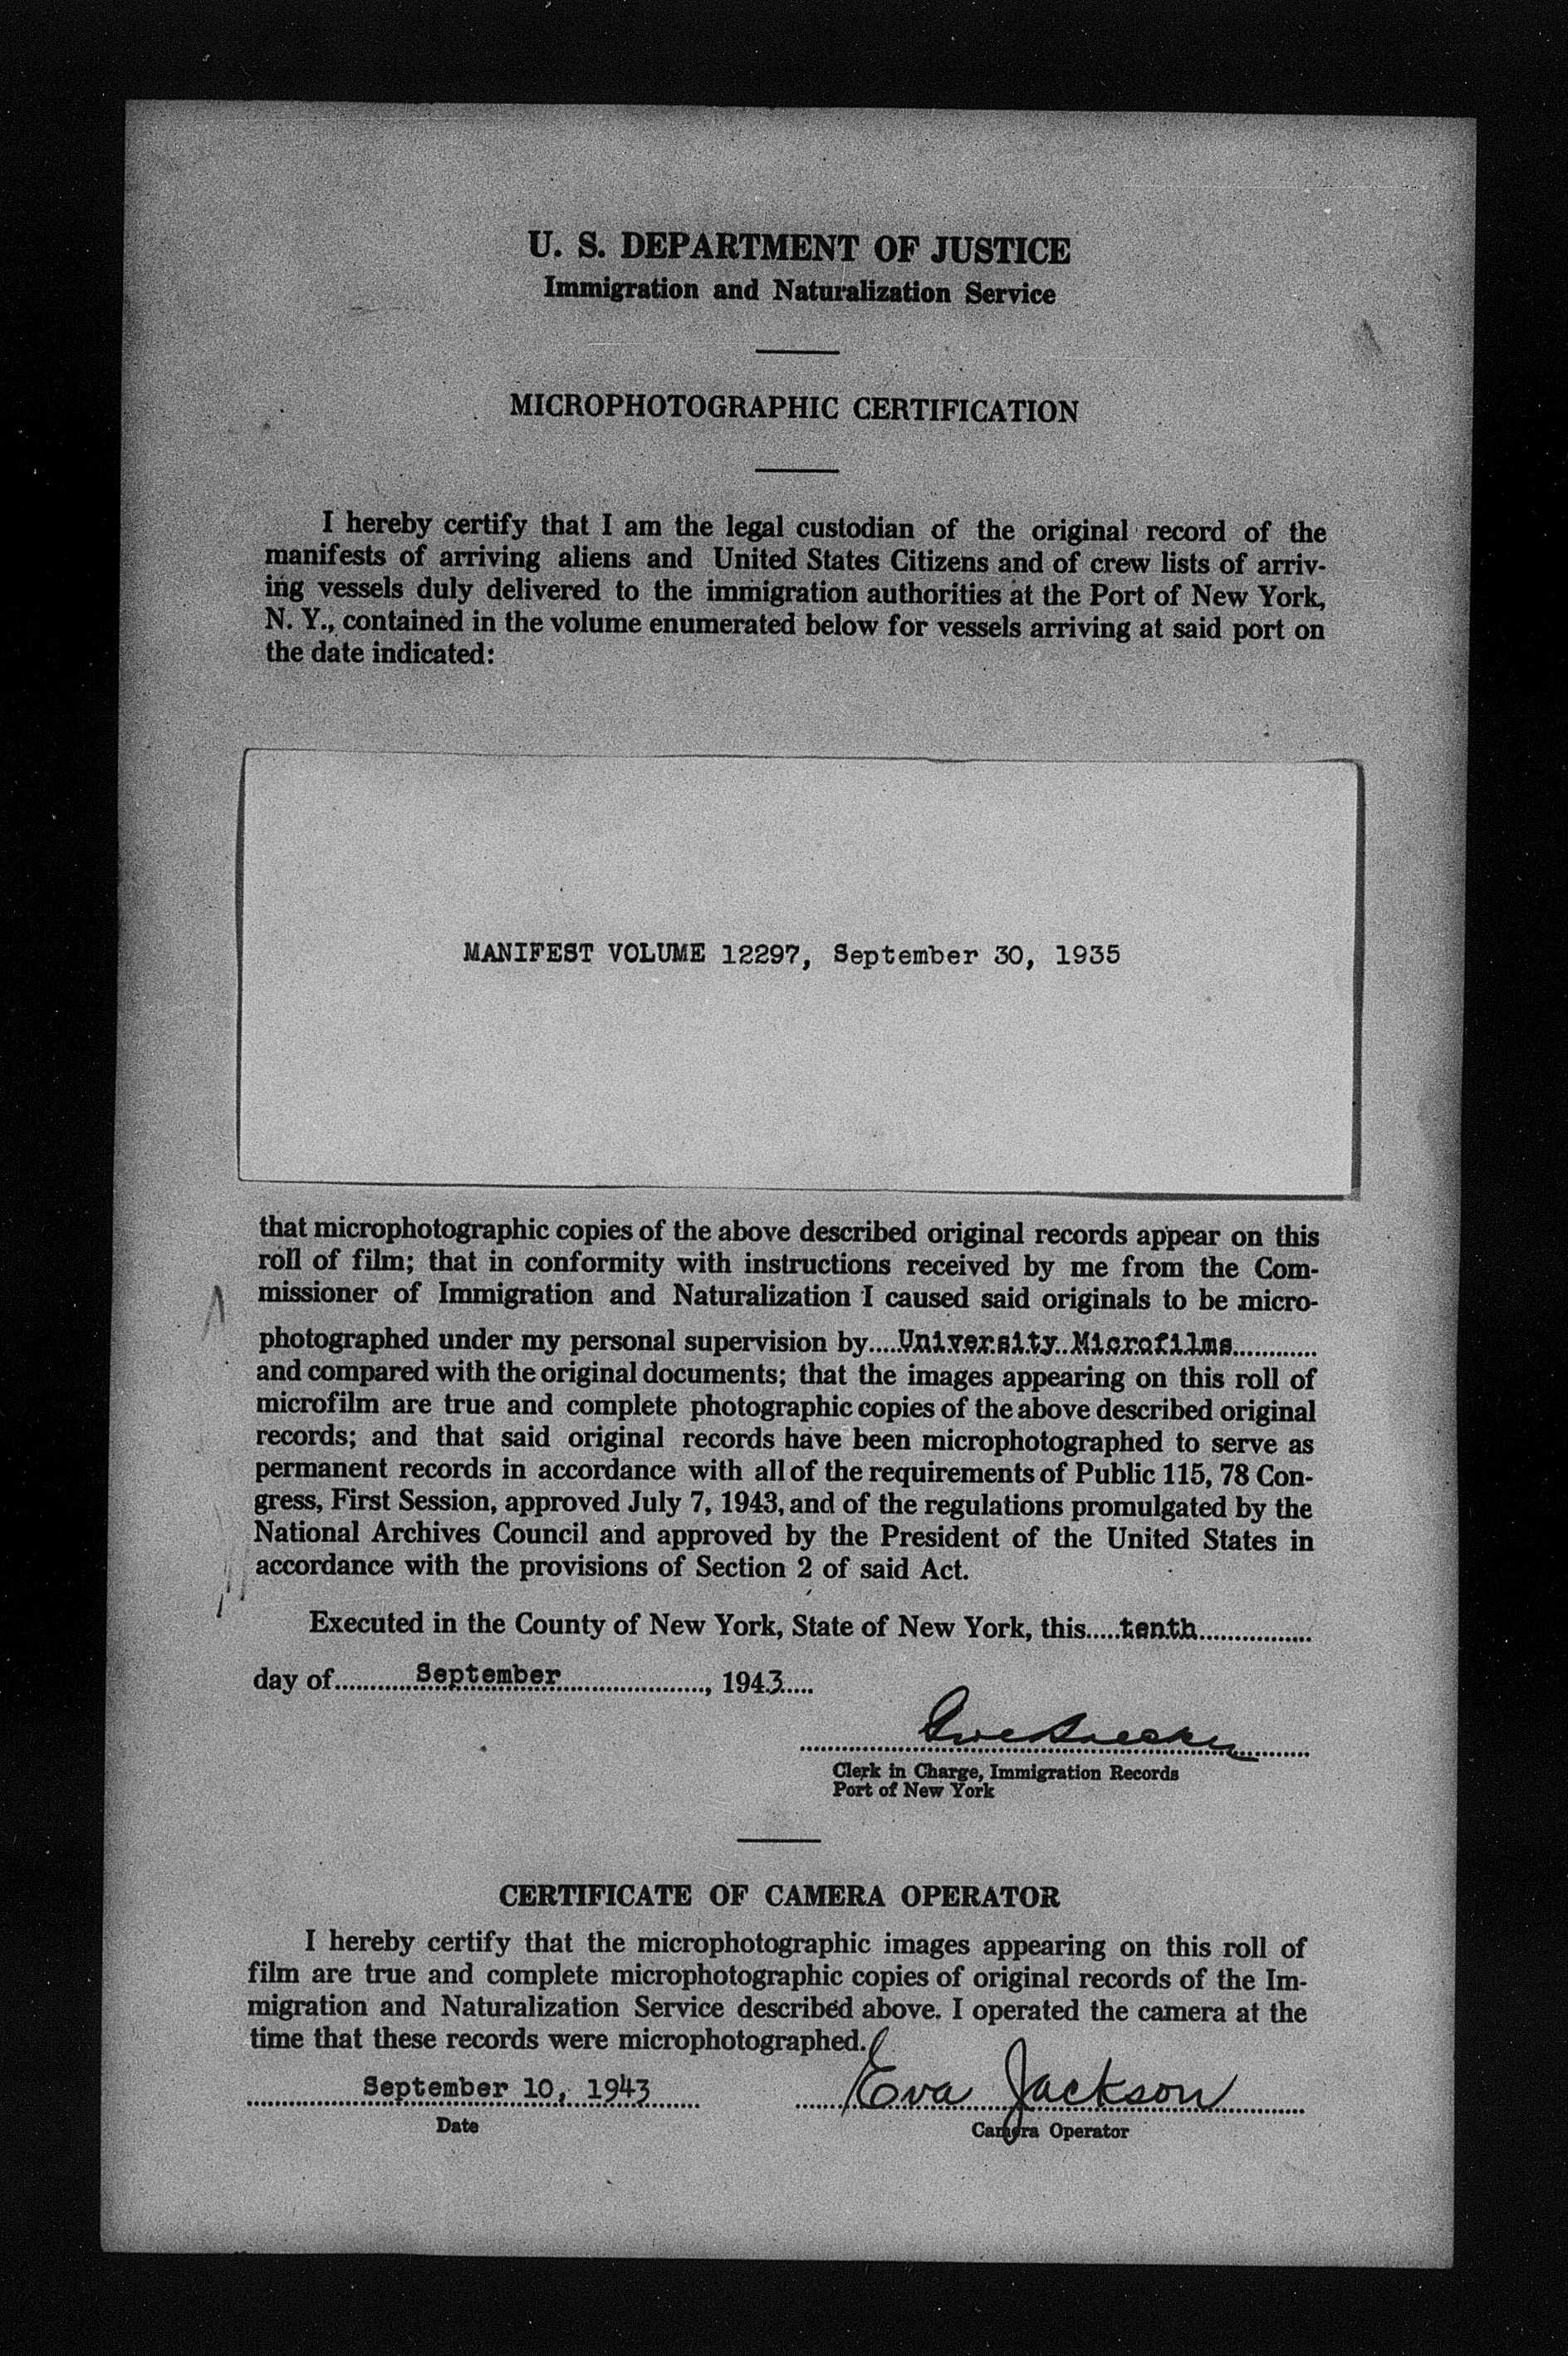 U. S. DEPARTMENT OF JUSTICE
Immigration and Naturalization Service
MICROPHOTOGRAPHIC CERTIFICATION
I hereby certify that I am the legal custodian of the original record of the
manifests of arriving aliens and United States Citizens and of crew lists of arriv-
ing vessels duly delivered to the immigration authorities at the Port of New York,
N. Y., contained in the volume enumerated below for vessels arriving at said port on
the date indicated:
MANIFEST VOLUME 12297, September 30, 1935
that microphotographic copies of the above described original records appear on this
roll of film; that in conformity with instructions received by me from the Com-
missioner of Immigration and Naturalization I caused said originals to be micro-
photographed under my personal supervision by.....University Microfilms............
and compared with the original documents; that the images appearing on this roll of
microfilm are true and complete photographic copies of the above described original
records; and that said original records have been microphotographed to serve as
permanent records in accordance with all of the requirements of Public 115, 78 Con-
gress, First Session, approved July 7, 1943, and of the regulations promulgated by the
National Archives Council and approved by the President of the United States in
accordance with the provisions of Section 2 of said Act.
Executed in the County of New York, State of New York, this.....tenth................
day of............September....................., 1943.....
Clerk in Charge, Immigration Records
Port of New York
CERTIFICATE OF CAMERA OPERATOR
I hereby certify that the microphotographic images appearing on this roll of
film are true and complete microphotographic copies of original records of the Im-
migration and Naturalization Service described above. I operated the camera at the
time that these records were microphotographed.
September 10, 1943 Eva Jackson
Date Camera Operator